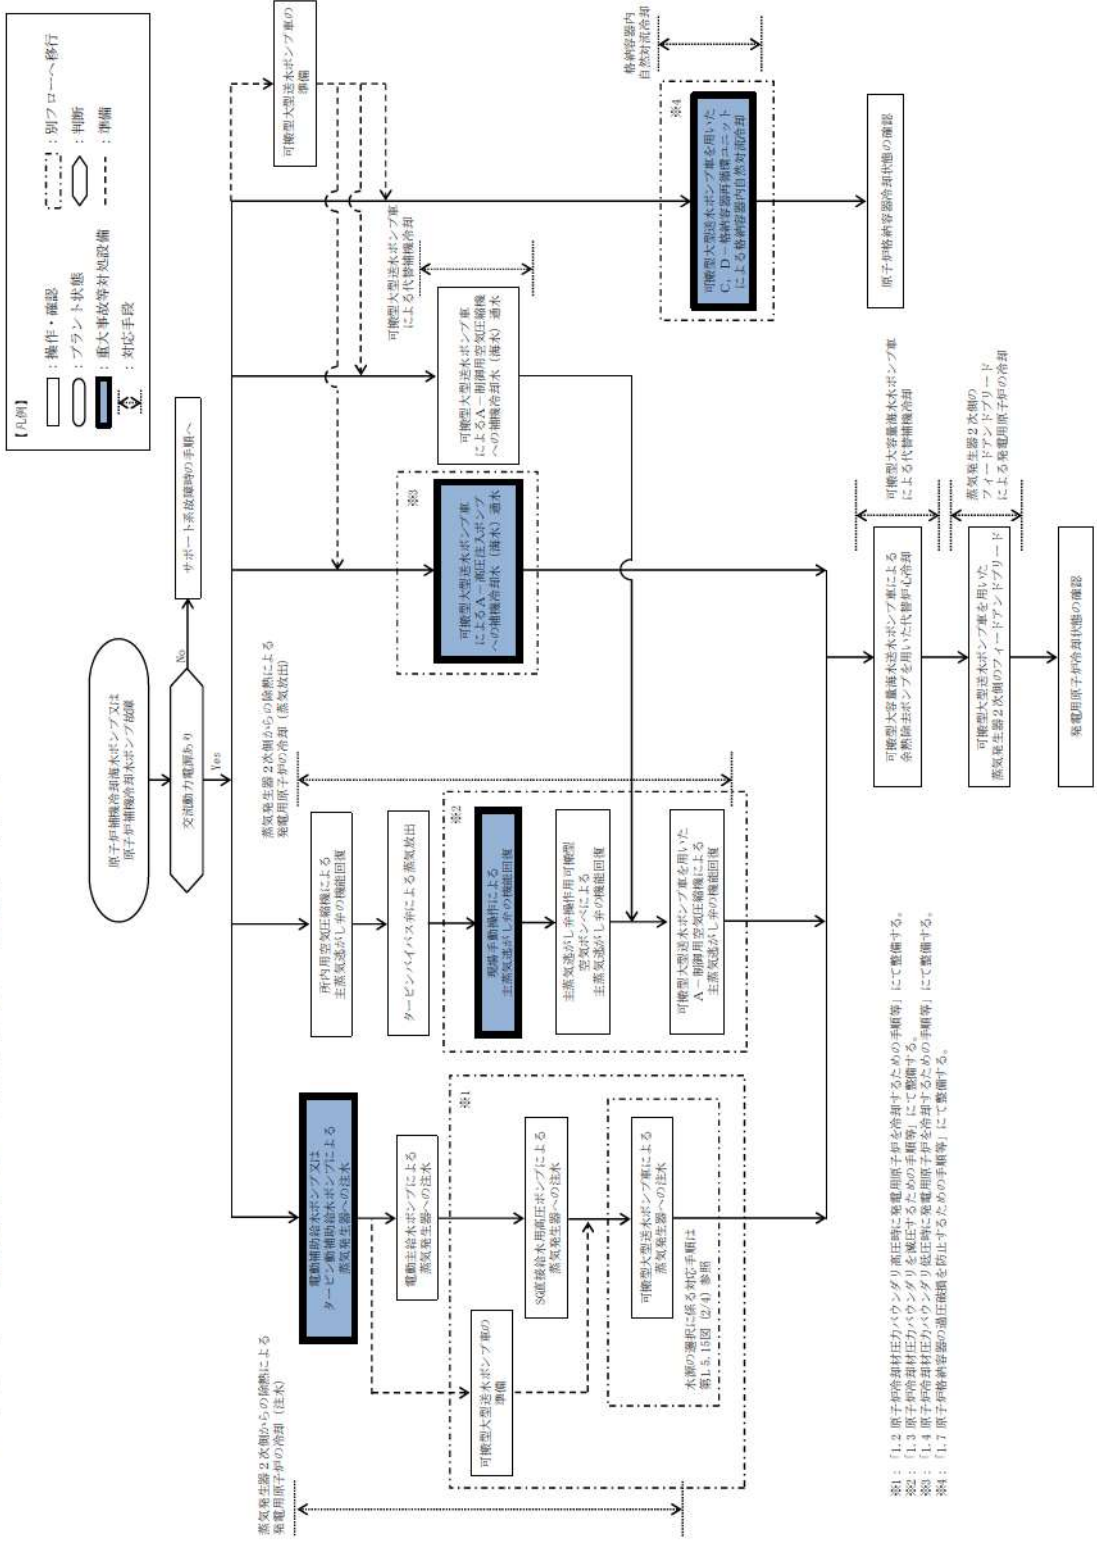 【凡例】
：操作・確認
：プラント状態
：重大事故等対処設備
：対応手段
：別フローへ移行
：判断
：準備
原子炉補機冷却海水ポンプ又は
原子炉補機冷却水ポンプ故障
交流動力電源あり
No
Yes
サポート系故障時の手順へ
蒸気発生器２次側からの除熱による
発電用原子炉の冷却（注水）
電動補助給水ポンプ又は
タービン動補助給水ポンプによる
蒸気発生器への注水
電動主給水ポンプによる
蒸気発生器への注水
※1
可搬型大型送水ポンプ車の
準備
SG直接給水用高圧ポンプによる
蒸気発生器への注水
可搬型大型送水ポンプ車による
蒸気発生器への注水
水源の選択に係る対応手順は
第1.5.15図（2/4）参照
蒸気発生器２次側からの除熱による
発電用原子炉の冷却（蒸気放出）
所内用空気圧縮機による
主蒸気逃がし弁の機能回復
タービンバイパス弁による蒸気放出
※2
現場手動操作による
主蒸気逃がし弁の機能回復
主蒸気逃がし弁操作用可搬型
空気ボンベによる
主蒸気逃がし弁の機能回復
可搬型大型送水ポンプ車を用いた
Ａ－制御用空気圧縮機による
主蒸気逃がし弁の機能回復
※3
可搬型大型送水ポンプ車
によるＡ－高圧注入ポンプ
への補機冷却水（海水）通水
可搬型大型送水ポンプ車
による代替補機冷却
可搬型大型送水ポンプ車
によるＡ－制御用空気圧縮機
への補機冷却水（海水）通水
可搬型大型送水ポンプ車の
準備
格納容器内
自然対流冷却
※4
可搬型大型送水ポンプ車を用いた
Ｃ，Ｄ－格納容器再循環ユニット
による格納容器内自然対流冷却
原子炉格納容器冷却状態の確認
可搬型大容量海水送水ポンプ車による
余熱除去ポンプを用いた代替炉心冷却
可搬型大容量海水水ポンプ車
による代替補機冷却
可搬型大型送水ポンプ車を用いた
蒸気発生器２次側のフィードアンドブリード
蒸気発生器２次側の
フィードアンドブリード
による発電用原子炉の冷却
発電用原子炉冷却状態の確認
※1：「1.2 原子炉冷却材圧力バウンダリ高圧時に発電用原子炉を冷却するための手順等」にて整備する。
※2：「1.3 原子炉冷却材圧力バウンダリを減圧するための手順等」にて整備する。
※3：「1.4 原子炉冷却材圧力バウンダリ低圧時に発電用原子炉を冷却するための手順等」にて整備する。
※4：「1.7 原子炉格納容器の過圧破損を防止するための手順等」にて整備する。